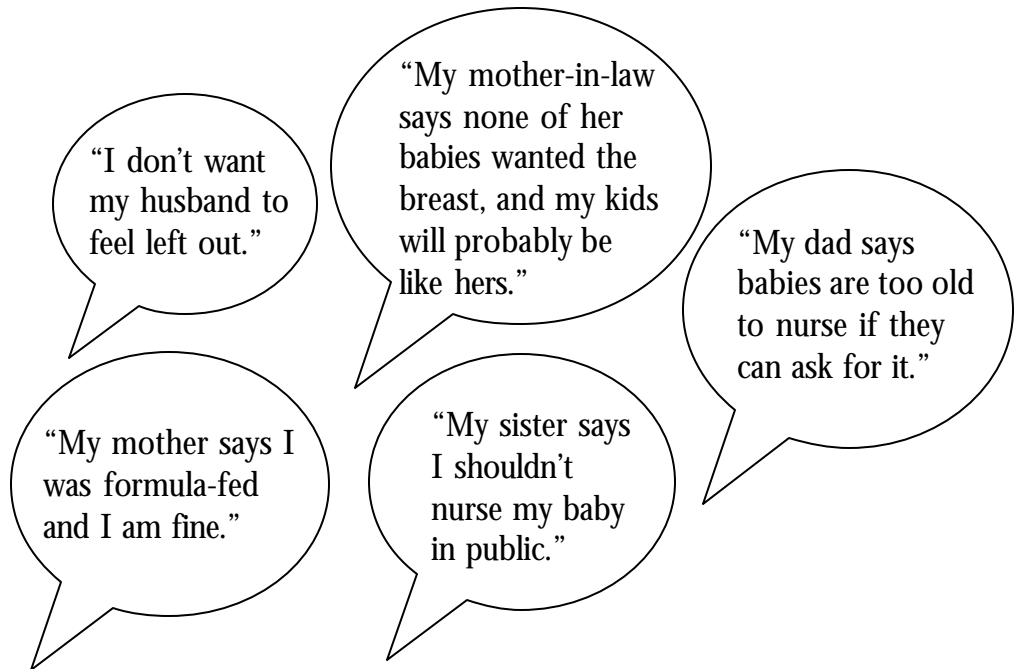 “I don’t want
my husband to
feel left out.”
“My mother-in-law
says none of her
babies wanted the
breast, and my kids
will probably be
like hers.”
“My dad says
babies are too old
to nurse if they
can ask for it.”
“My mother says I
was formula-fed
and I am fine.”
“My sister says
I shouldn’t
nurse my baby
in public.”